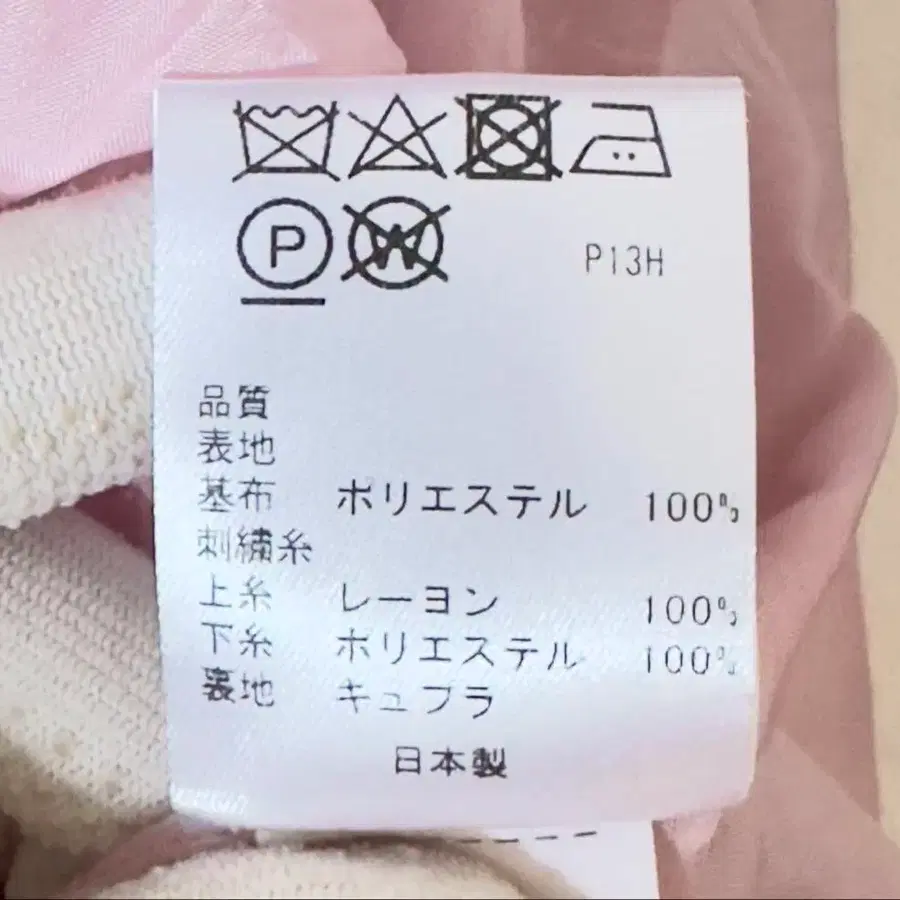 P W P13H
品質
表地
基布 ポリエステル 100%
刺繍糸
上糸 レーヨン 100%
下糸 ポリエステル 100%
裏地 キュプラ
日本製